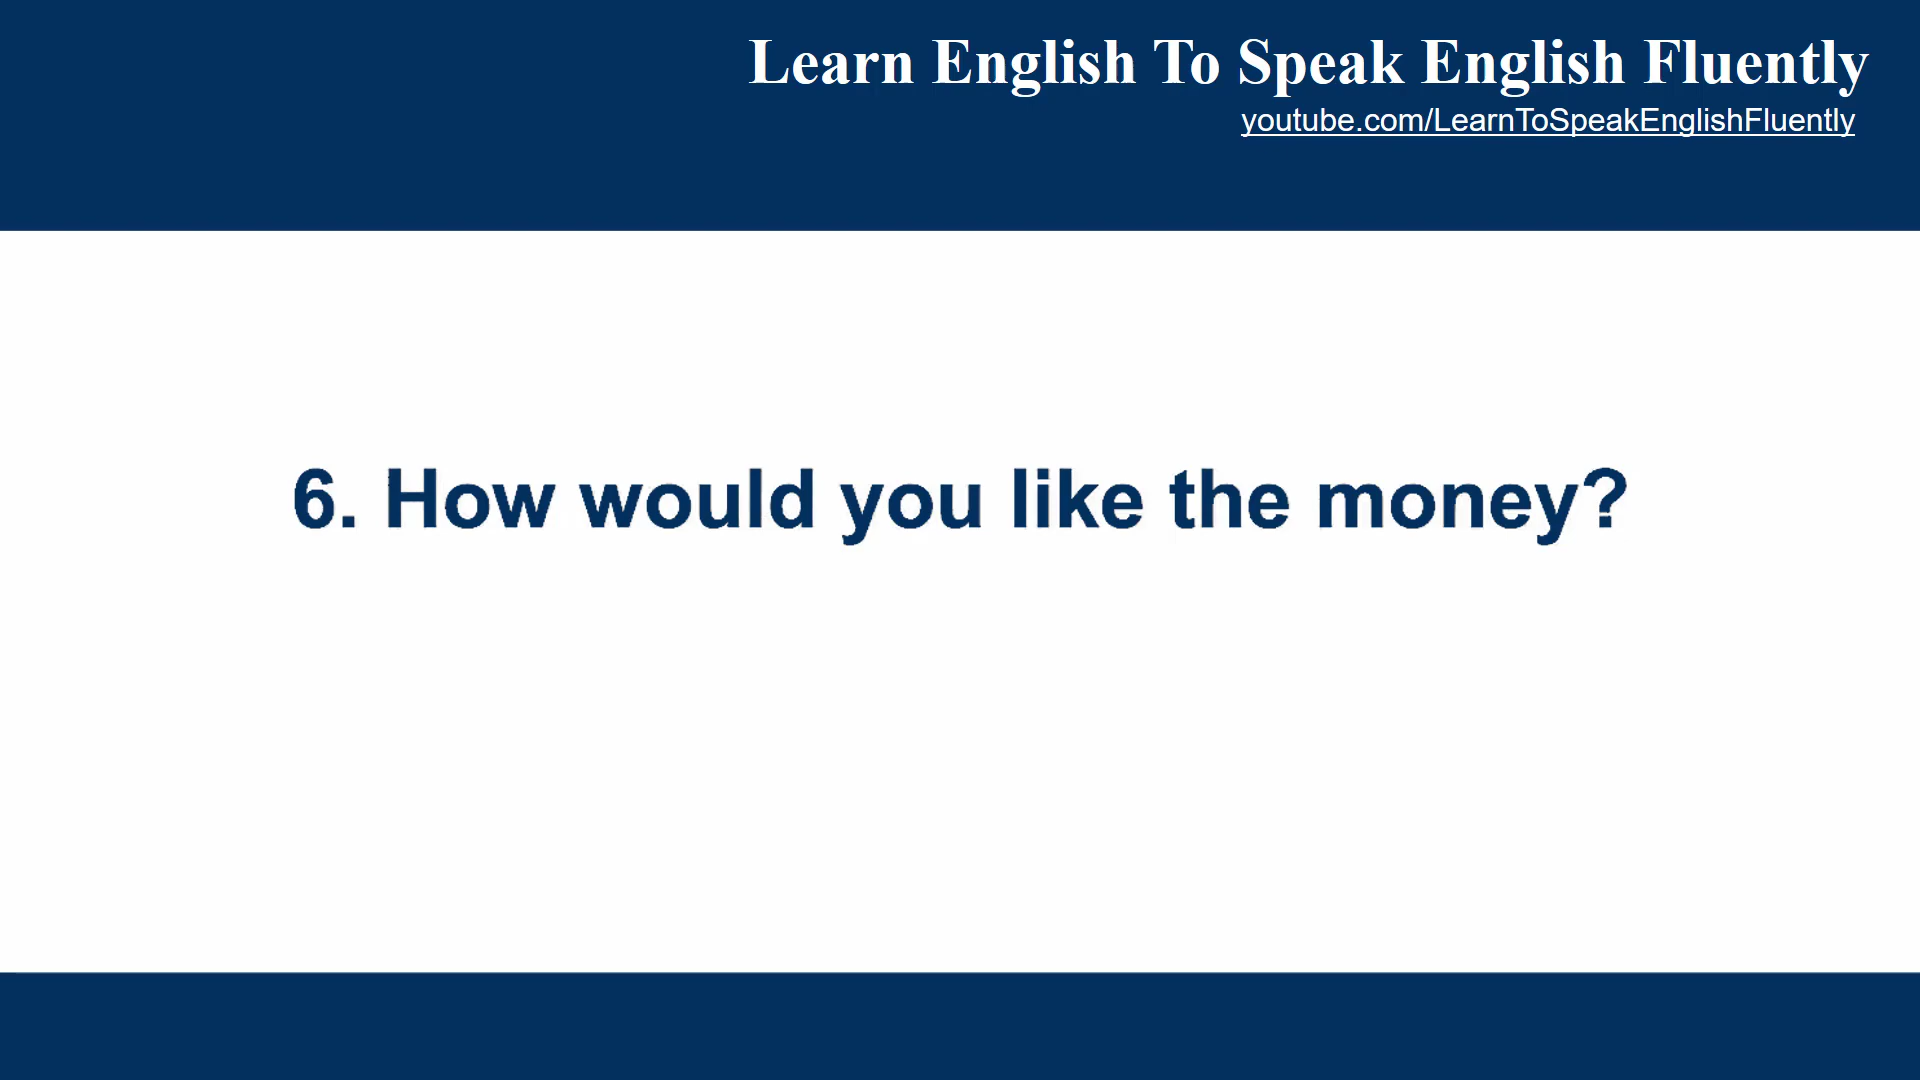 Learn English To Speak English Fluently
youtube.com/LearnToSpeakEnglishFluently
6. How would you like the money?